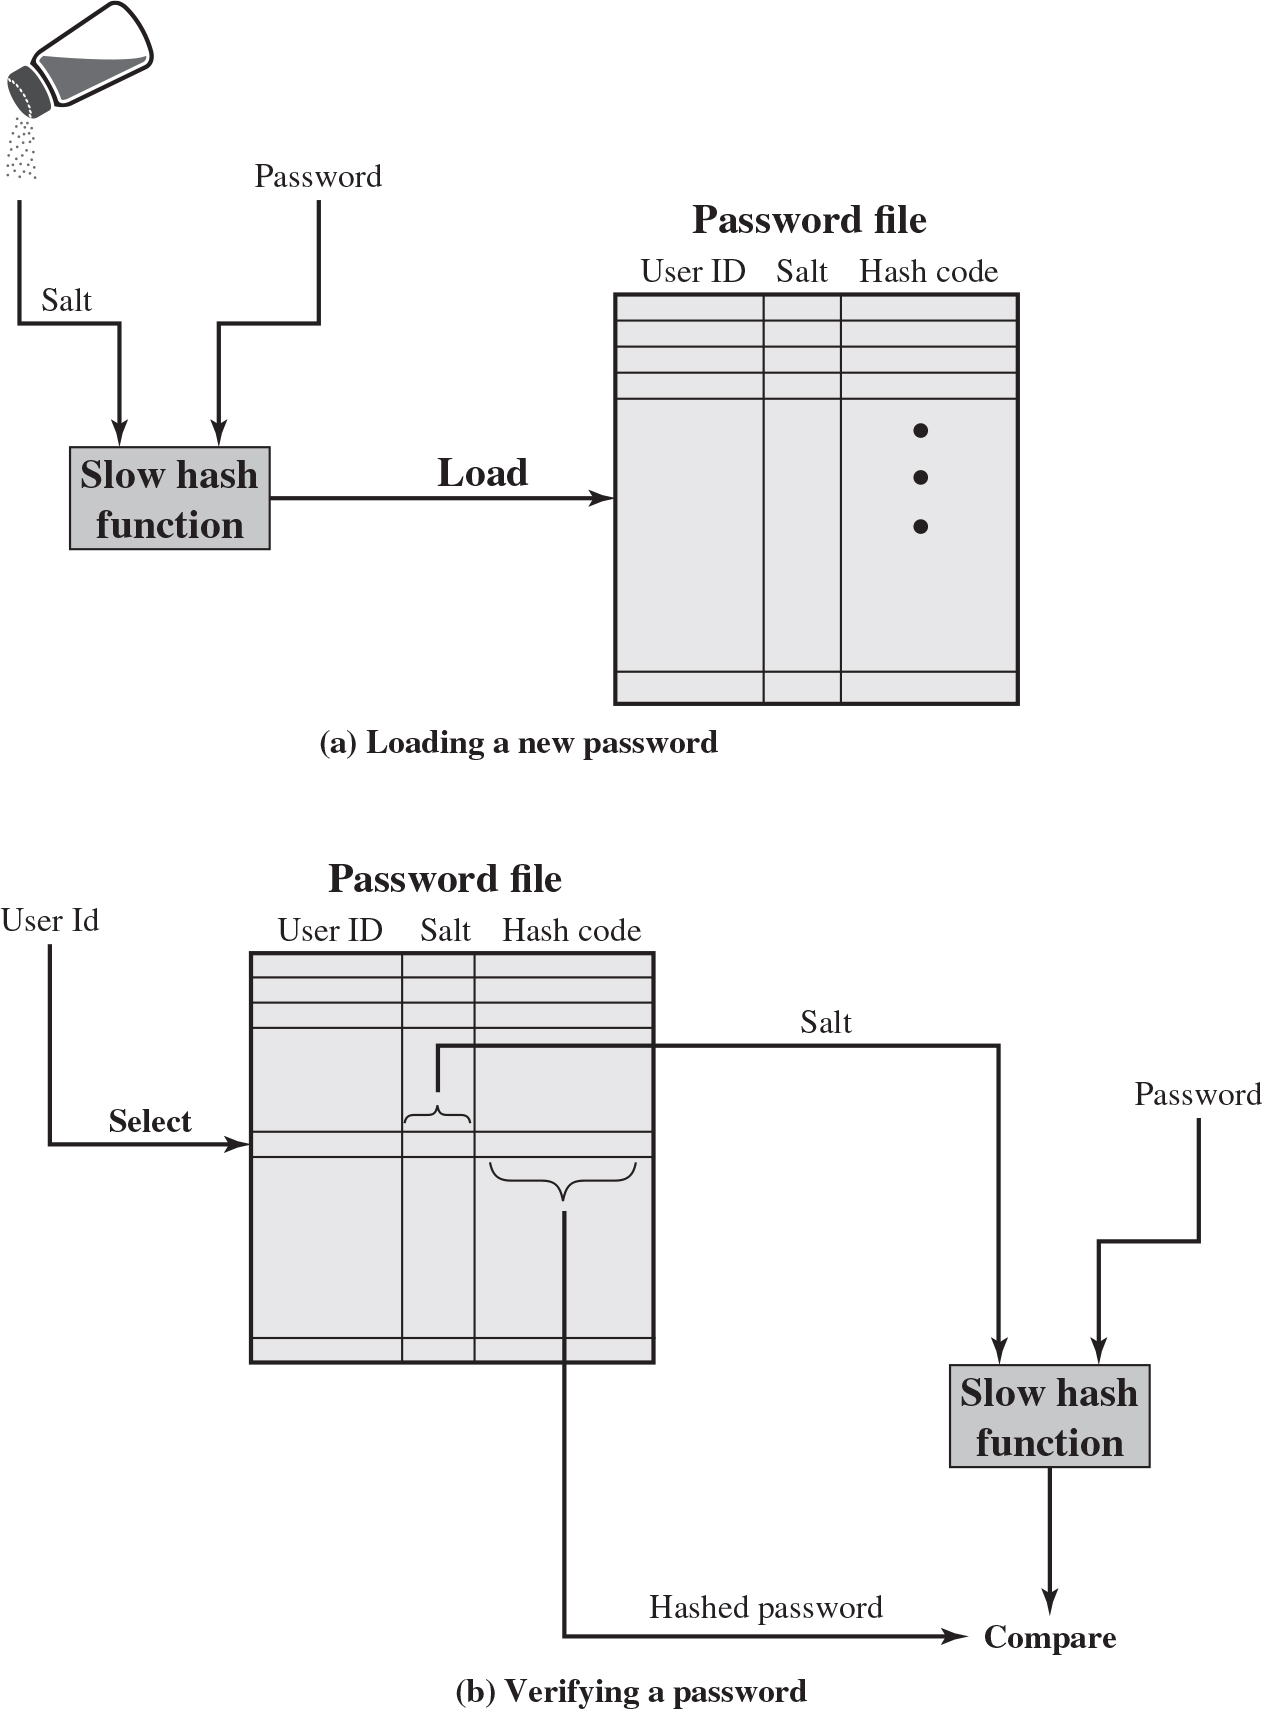 Password
Password file
User ID Salt Hash code
Salt
Slow hash
function
Load
(a) Loading a new password
Password file
User Id
User ID Salt Hash code
Salt
Password
Select
Slow hash
function
Hashed password
Compare
(b) Verifying a password